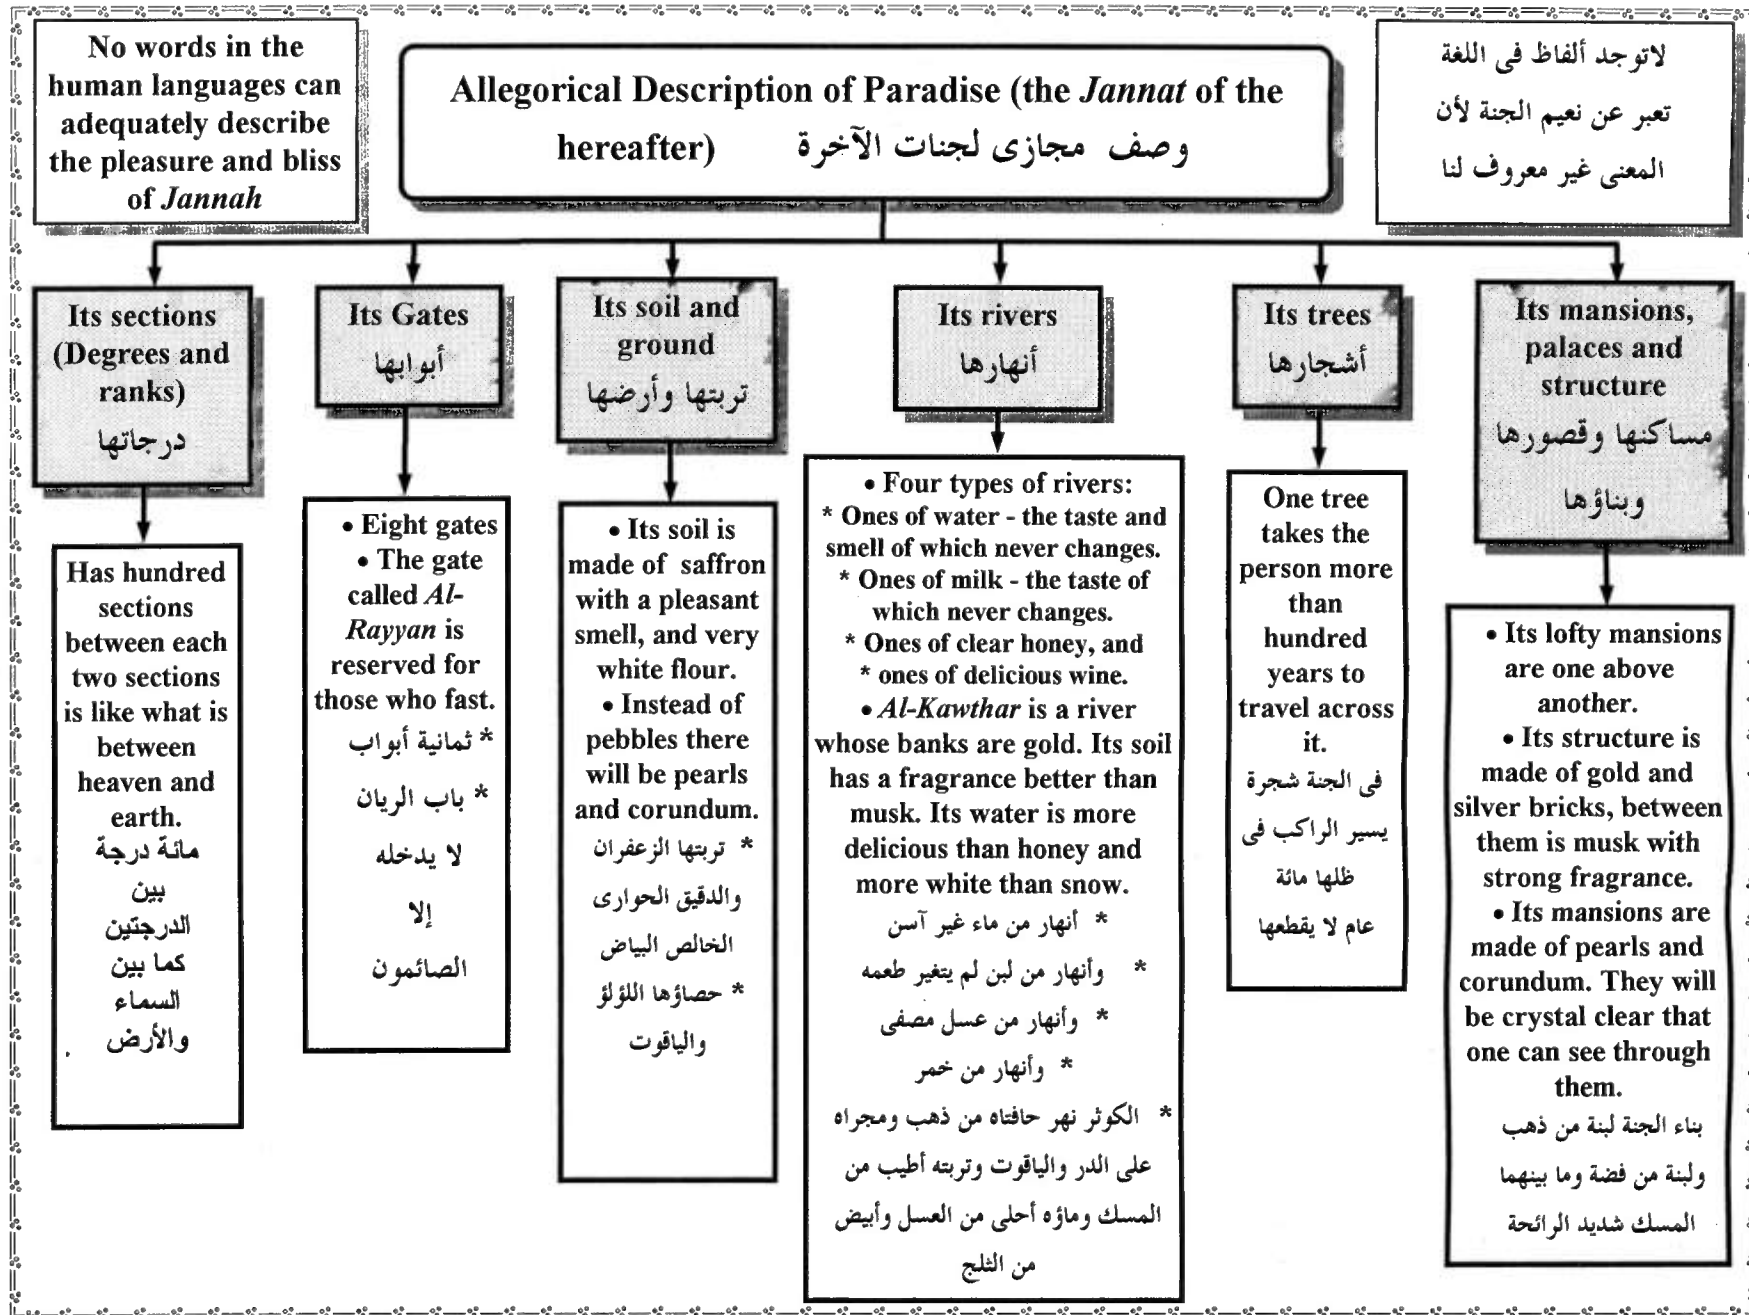 No words in the
human languages can
adequately describe
the pleasure and bliss
of Jannah
Allegorical Description of Paradise (the Jannat of the
hereafter) وصف مجازى لجنات الآخرة
لاتوجد ألفاظ فى اللغة
تعبر عن نعيم الجنة لأن
المعنى غير معروف لنا
Its sections
(Degrees and
ranks)
درجاتها
Has hundred
sections
between each
two sections
is like what is
between
heaven and
earth.
مائة درجة
بين
الدرجتين
كما بين
السماء
والأرض
Its Gates
أبوابها
• Eight gates
• The gate
called Al-
Rayyan is
reserved for
those who fast.
* ثمانية أبواب
* باب الريان
لا يدخله
إلا
الصائمون
Its soil and
ground
تربتها وأرضها
• Its soil is
made of saffron
with a pleasant
smell, and very
white flour.
• Instead of
pebbles there
will be pearls
and corundum.
* تربتها الزعفران
والدقيق الحوارى
الخالص البياض
* حصاؤها اللؤلؤ
والياقوت
Its rivers
أنهارها
• Four types of rivers:
* Ones of water - the taste and
smell of which never changes.
* Ones of milk - the taste of
which never changes.
* Ones of clear honey, and
* ones of delicious wine.
• Al-Kawthar is a river
whose banks are gold. Its soil
has a fragrance better than
musk. Its water is more
delicious than honey and
more white than snow.
* أنهار من ماء غير آسن
* وأنهار من لبن لم يتغير طعمه
* وأنهار من عسل مصفى
* وأنهار من خمر
* الكوثر نهر حافتاه من ذهب ومجراه
على الدر والياقوت وتربته أطيب من
المسك وماؤه أحلى من العسل وأبيض
من الثلج
Its trees
أشجارها
One tree
takes the
person more
than
hundred
years to
travel across
it.
فى الجنة شجرة
يسير الراكب فى
ظلها مائة
عام لا يقطعها
Its mansions,
palaces and
structure
مساكنها وقصورها
وبناؤها
• Its lofty mansions
are one above
another.
• Its structure is
made of gold and
silver bricks, between
them is musk with
strong fragrance.
• Its mansions are
made of pearls and
corundum. They will
be crystal clear that
one can see through
them.
بناء الجنة لبنة من ذهب
ولبنة من فضة وما بينهما
المسك شديد الرائحة